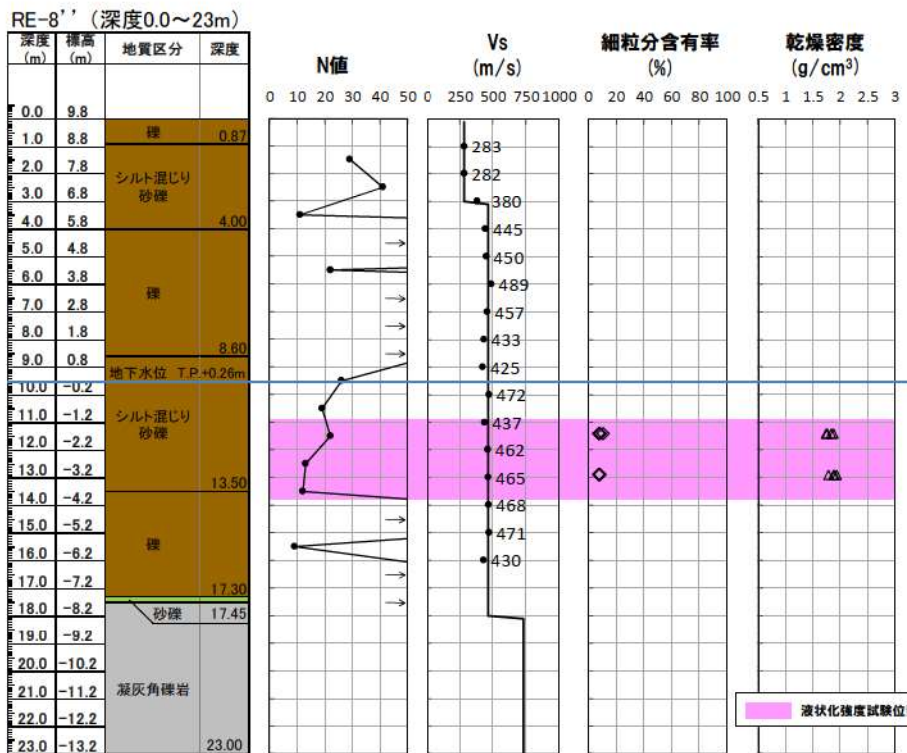 RE-8’’ (深度0.0～23m)
深度 (m) 標高 (m) 地質区分 深度
N値
Vs (m/s)
細粒分含有率 (%)
乾燥密度 (g/cm³)
0 10 20 30 40 50
0 250 500 750 1000
0 20 40 60 80 100
0.5 1 1.5 2 2.5 3
0.0 9.8
1.0 8.8
2.0 7.8
3.0 6.8
4.0 5.8
5.0 4.8
6.0 3.8
7.0 2.8
8.0 1.8
9.0 0.8
10.0 -0.2
11.0 -1.2
12.0 -2.2
13.0 -3.2
14.0 -4.2
15.0 -5.2
16.0 -6.2
17.0 -7.2
18.0 -8.2
19.0 -9.2
20.0 -10.2
21.0 -11.2
22.0 -12.2
23.0 -13.2
礫 0.87
シルト混じり
砂礫
4.00
礫
8.60
地下水位 T.P.+0.26m
シルト混じり
砂礫
13.50
礫
17.30
砂礫 17.45
凝灰角礫岩
23.00
283
282
380
445
450
489
457
433
425
472
437
462
465
468
471
430
液状化強度試験位